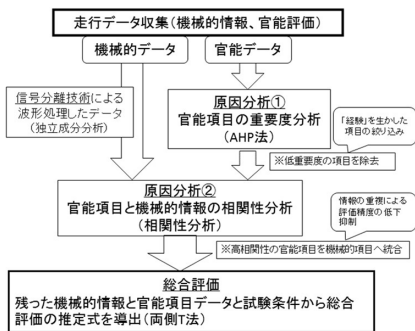 走行データ収集(機械的情報、官能評価)
機械的データ
官能データ
信号分離技術による
波形処理したデータ
(独立成分分析)
原因分析①
官能項目の重要度分析
(AHP法)
「経験」を生かした
項目の絞り込み
※低重要度の項目を除去
原因分析②
官能項目と機械的情報の相関性分析
(相関性分析)
情報の重複による
評価精度の低下
抑制
※高相関性の官能項目を機械的項目へ統合
総合評価
残った機械的情報と官能項目データと試験条件から総合
評価の推定式を導出(両側T法)